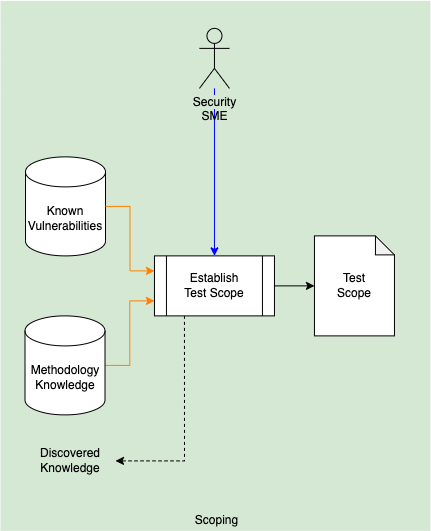 Security
SME
Known
Vulnerabilities
Establish
Test Scope
Test
Scope
Methodology
Knowledge
Discovered
Knowledge
Scoping